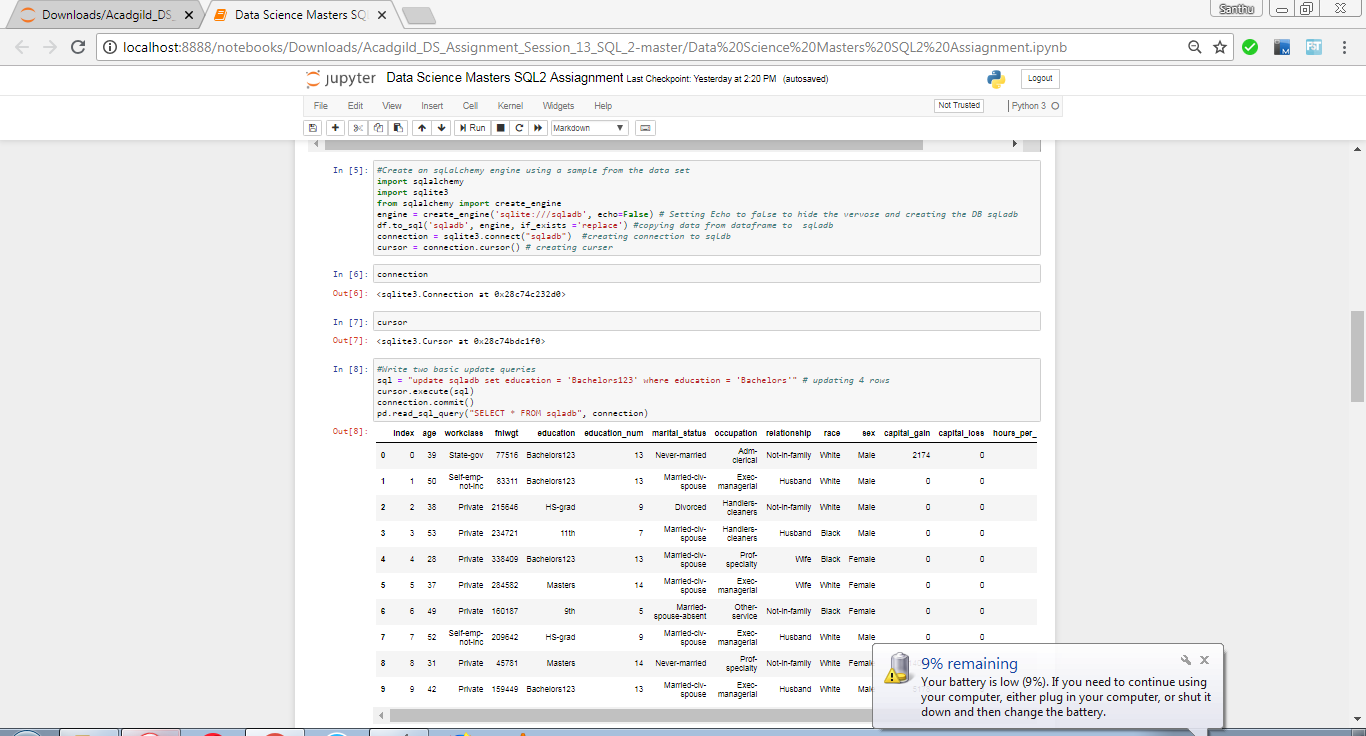 Downloads/Acadgild_DS_
Data Science Masters SQ
Santhu
localhost:8888/notebooks/Downloads/Acadgild_DS_Assignment_Session_13_SQL_2-master/Data%20Science%20Masters%20SQL2%20Assiagnment.ipynb
jupyter Data Science Masters SQL2 Assiagnment Last Checkpoint: Yesterday at 2:20 PM (autosaved)
Logout
File Edit View Insert Cell Kernel Widgets Help
Not Trusted
Python 3
Run
Markdown
In [5]:
#Create an sqlalchemy engine using a sample from the data set
import sqlalchemy
import sqlite3
from sqlalchemy import create_engine
engine = create_engine('sqlite:///sqladb', echo=False) # Setting Echo to false to hide the vervose and creating the DB sqladb
df.to_sql('sqladb', engine, if_exists ='replace') #copying data from dataframe to sqladb
connection = sqlite3.connect("sqladb") #creating connection to sqldb
cursor = connection.cursor() # creating curser
In [6]: connection
Out[6]: <sqlite3.Connection at 0x28c74c232d0>
In [7]: cursor
Out[7]: <sqlite3.Cursor at 0x28c74bdc1f0>
In [8]:
#Write two basic update queries
sql = "update sqladb set education = 'Bachelors123' where education = 'Bachelors'" # updating 4 rows
cursor.execute(sql)
connection.commit()
pd.read_sql_query("SELECT * FROM sqladb", connection)
Out[8]:
index age workclass fnlwgt education education_num marital_status occupation relationship race sex capital_gain capital_loss hours_per_
0 0 39 State-gov 77516 Bachelors123 13 Never-married Adm-clerical Not-in-family White Male 2174 0
1 1 50 Self-emp-not-inc 83311 Bachelors123 13 Married-civ-spouse Exec-managerial Husband White Male 0 0
2 2 38 Private 215646 HS-grad 9 Divorced Handlers-cleaners Not-in-family White Male 0 0
3 3 53 Private 234721 11th 7 Married-civ-spouse Handlers-cleaners Husband Black Male 0 0
4 4 28 Private 338409 Bachelors123 13 Married-civ-spouse Prof-specialty Wife Black Female 0 0
5 5 37 Private 284582 Masters 14 Married-civ-spouse Exec-managerial Wife White Female 0 0
6 6 49 Private 160187 9th 5 Married-spouse-absent Other-service Not-in-family Black Female 0 0
7 7 52 Self-emp-not-inc 209642 HS-grad 9 Married-civ-spouse Exec-managerial Husband White Male 0 0
8 8 31 Private 45781 Masters 14 Never-married Prof-specialty Not-in-family White Femal
9 9 42 Private 159449 Bachelors123 13 Married-civ-spouse Exec-managerial Husband White Mal
9% remaining
Your battery is low (9%). If you need to continue using
your computer, either plug in your computer, or shut it
down and then change the battery.